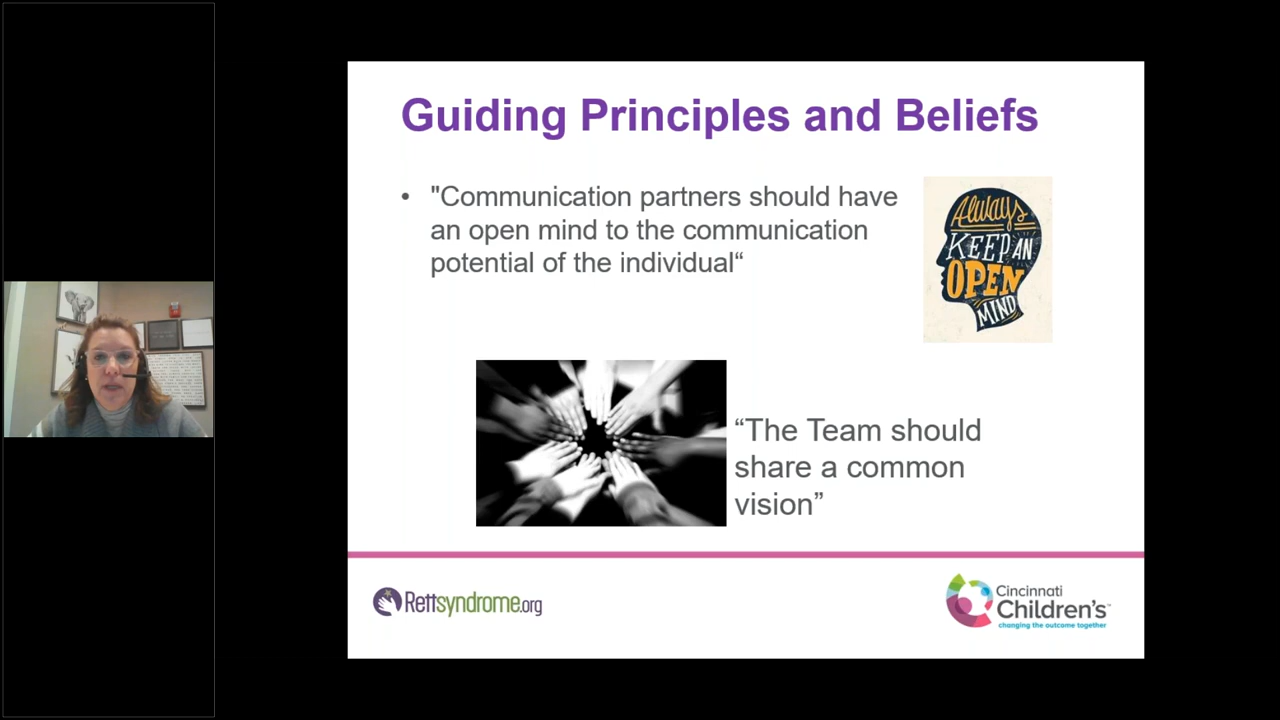 Guiding Principles and Beliefs
• "Communication partners should have
an open mind to the communication
potential of the individual“
Always
KEEP AN
OPEN
MIND
“The Team should
share a common
vision”
Rettsyndrome.org
Cincinnati
Children's™
changing the outcome together